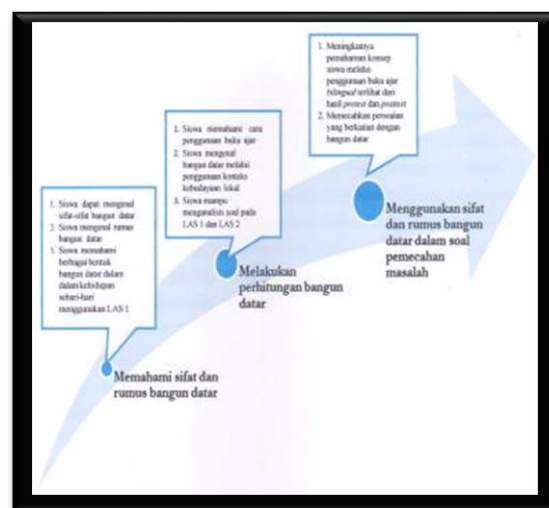 1. Meningkatnya
pemahaman konsep
siswa melalui
penggunaan buku ajar
bilingual terlihat dari
hasil pretest dan posttest
2. Memecahkan persoalan
yang berkaitan dengan
bangun datar
1. Siswa memahami cara
penggunaan buku ajar
2. Siswa mengenal
bangun datar melalui
penggunaan konteks
kebudayaan lokal
3. Siswa mampu
menganalisis soal pada
LAS 1 dan LAS 2
1. Siswa dapat mengenal
sifat-sifat bangun datar
2. Siswa mengenal rumus
bangun datar
3. Siswa memahami
berbagai bentuk
bangun datar dalam
dalam kehidupan
sehari-hari
menggunakan LAS 1
Menggunakan sifat
dan rumus bangun
datar dalam soal
pemecahan
masalah
Melakukan
perhitungan bangun
datar
Memahami sifat dan
rumus bangun datar